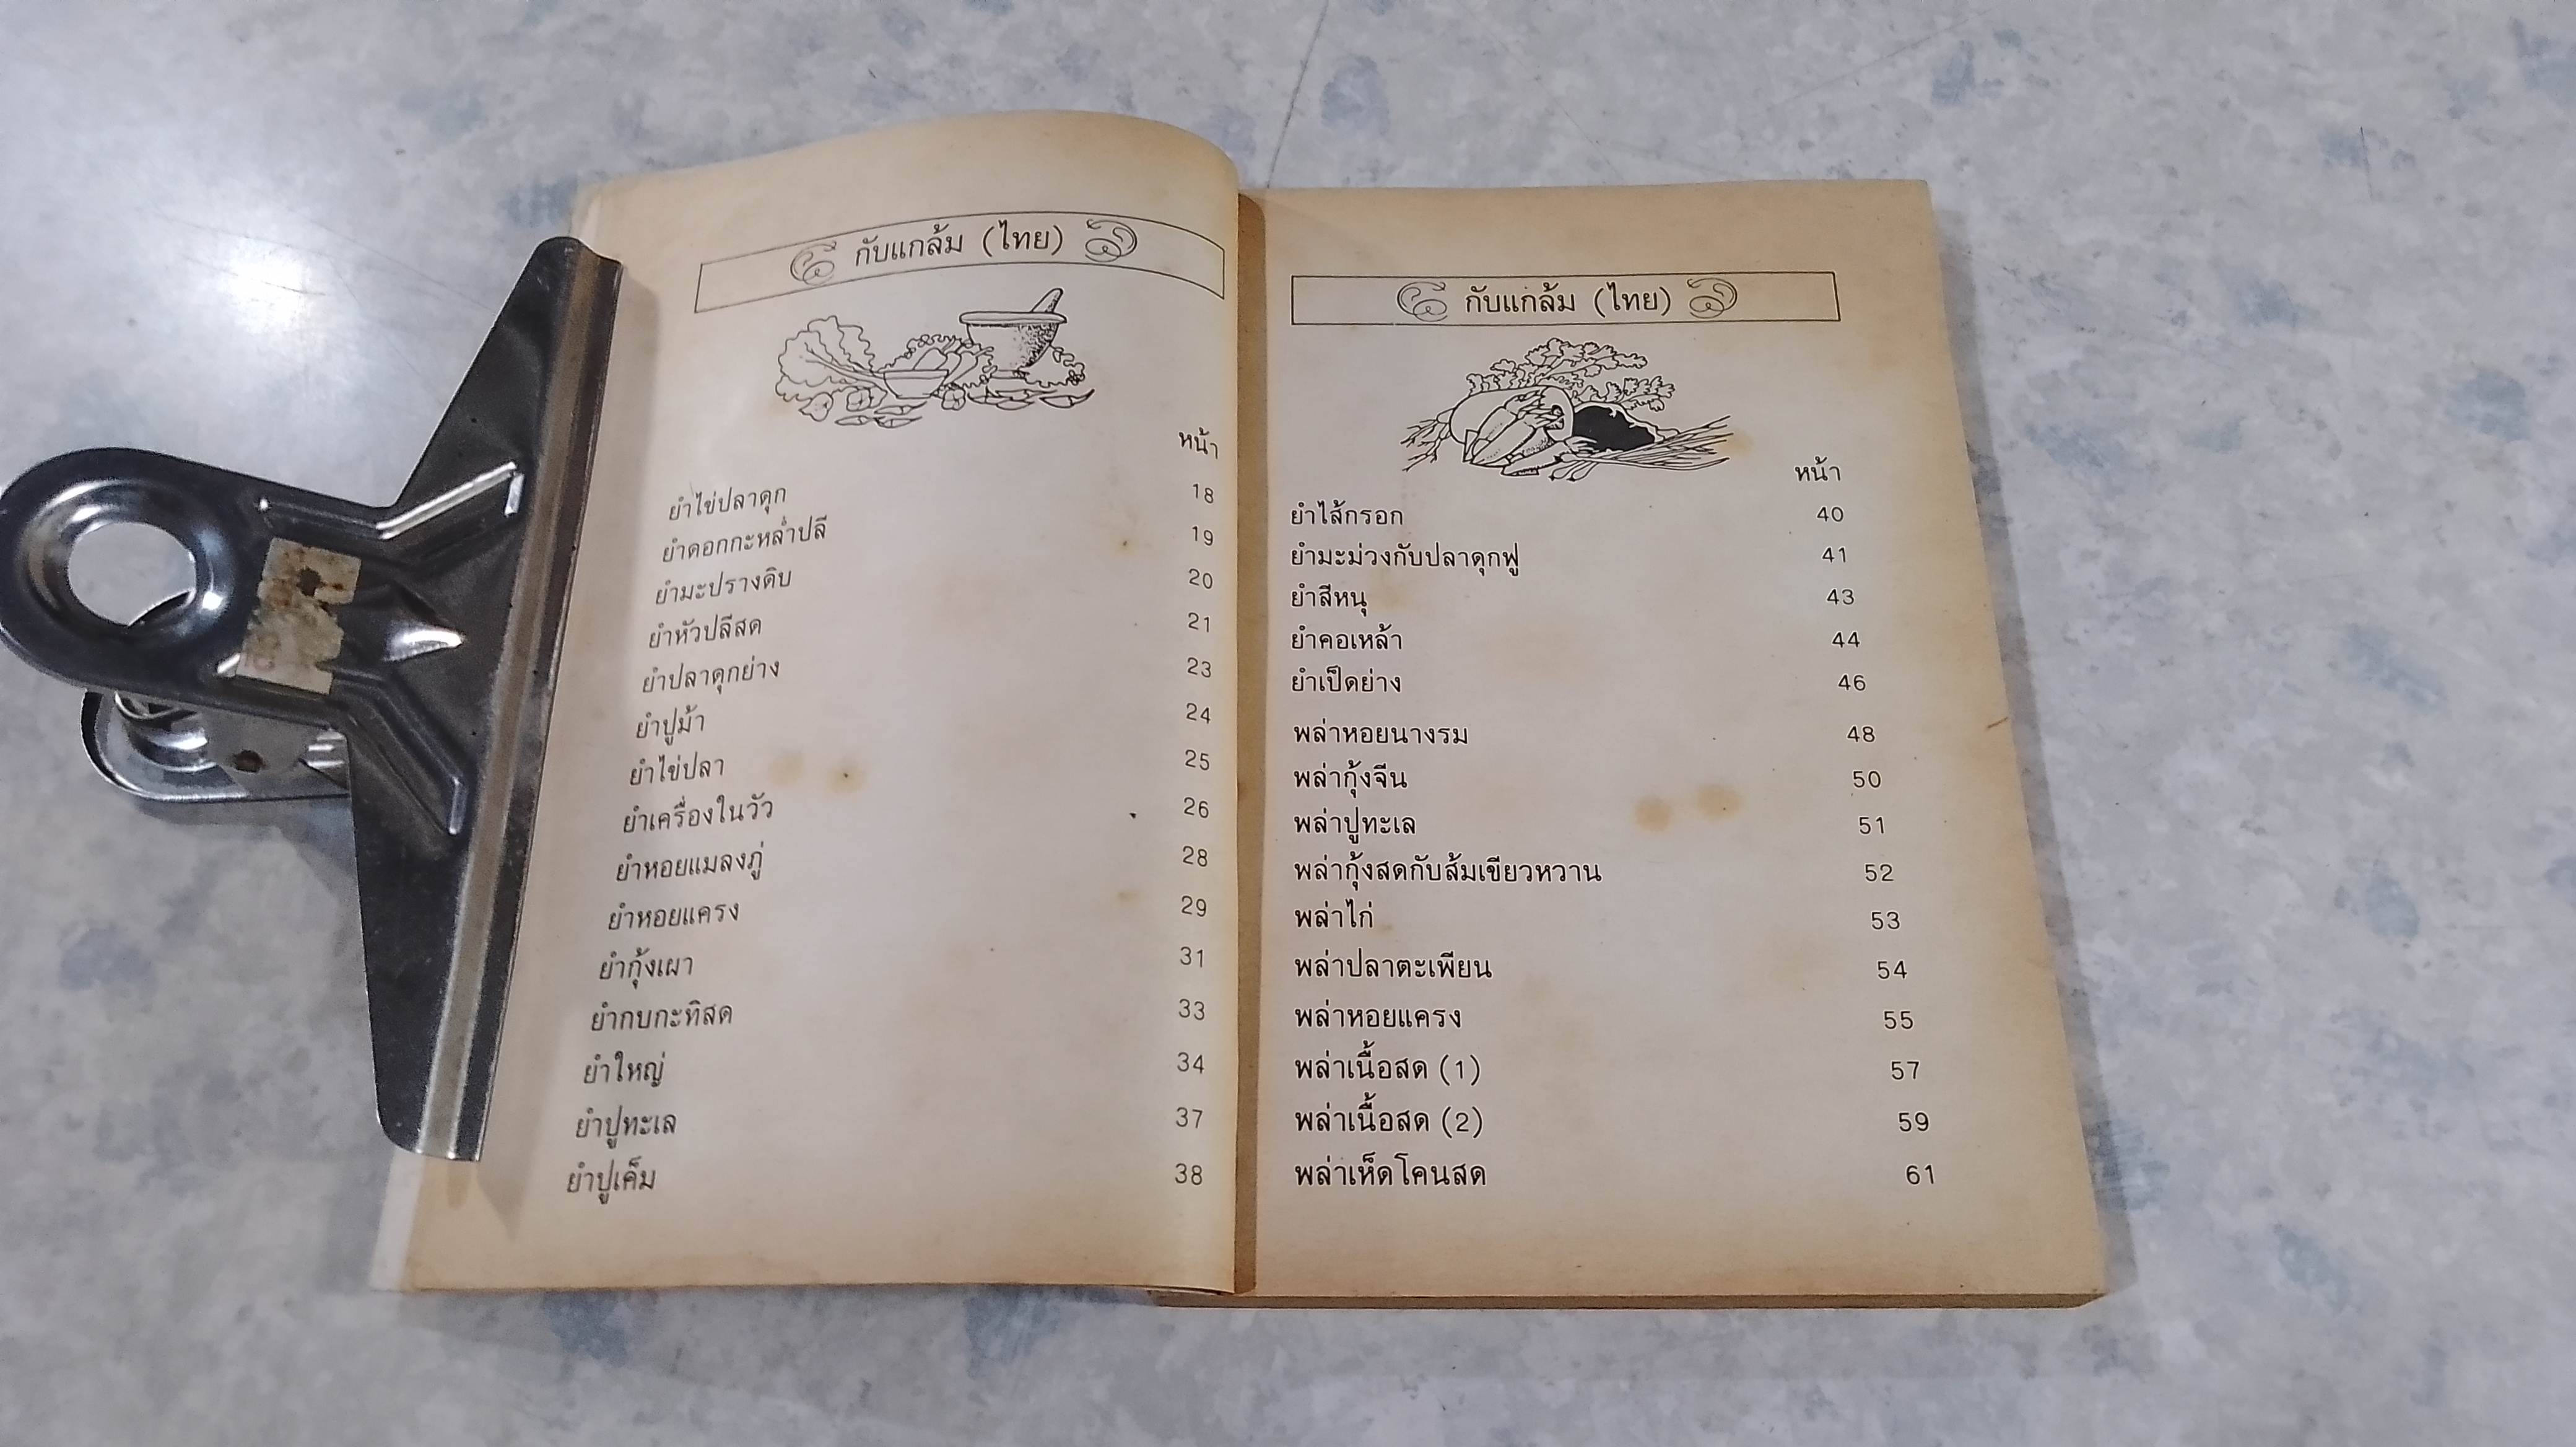 กับแกล้ม (ไทย)
หน้า
ยำไข่ปลาดุก 18
ยำดอกกะหล่ำปลี 19
ยำมะปรางดิบ 20
ยำหัวปลีสด 21
ยำปลาดุกย่าง 23
ยำปูม้า 24
ยำไข่ปลา 25
ยำเครื่องในวัว 26
ยำหอยแมลงภู่ 28
ยำหอยแครง 29
ยำกุ้งเผา 31
ยำกบกะทิสด 33
ยำใหญ่ 34
ยำปูทะเล 37
ยำปูเค็ม 38
กับแกล้ม (ไทย)
หน้า
ยำไส้กรอก 40
ยำมะม่วงกับปลาดุกฟู 41
ยำสีหนุ 43
ยำคอเหล้า 44
ยำเป็ดย่าง 46
พล่าหอยนางรม 48
พล่ากุ้งจีน 50
พล่าปูทะเล 51
พล่ากุ้งสดกับส้มเขียวหวาน 52
พล่าไก่ 53
พล่าปลาตะเพียน 54
พล่าหอยแครง 55
พล่าเนื้อสด (1) 57
พล่าเนื้อสด (2) 59
พล่าเห็ดโคนสด 61